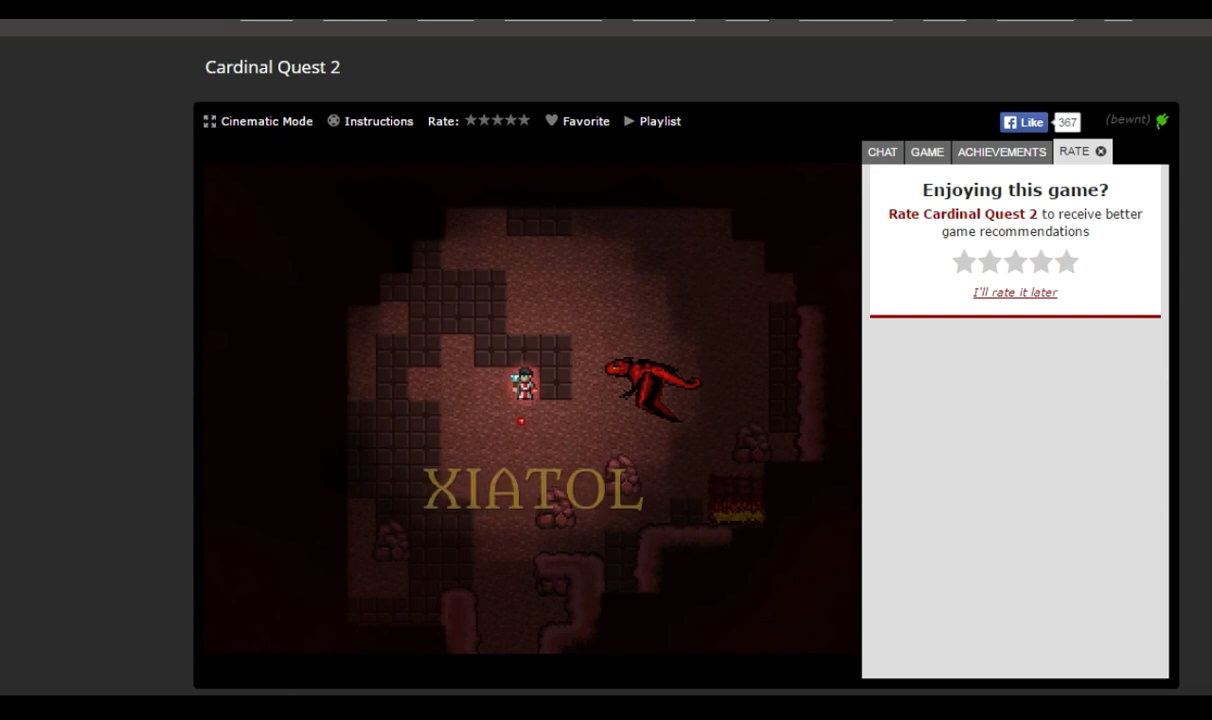 Cardinal Quest 2
Cinematic Mode Instructions Rate: Favorite Playlist
Like 367 (bewnt)
CHAT GAME ACHIEVEMENTS RATE
Enjoying this game?
Rate Cardinal Quest 2 to receive better
game recommendations
I'll rate it later
XIATOL